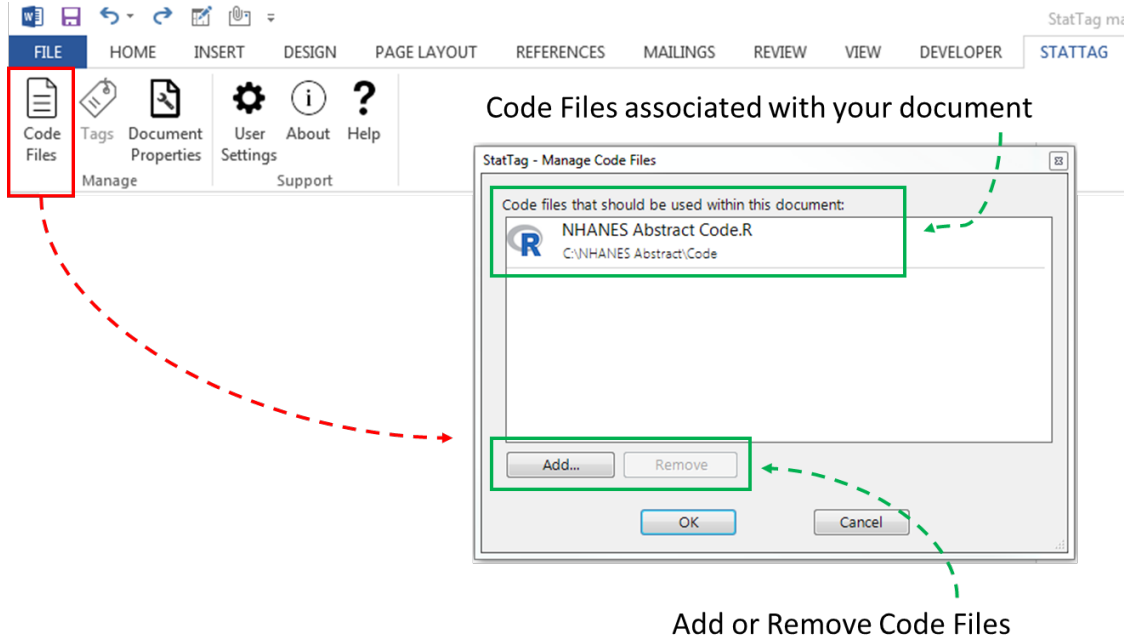 StatTag ma
FILE HOME INSERT DESIGN PAGE LAYOUT REFERENCES MAILINGS REVIEW VIEW DEVELOPER STATTAG
Code Files
Tags
Document Properties
User Settings
About
Help
Manage
Support
Code Files associated with your document
StatTag - Manage Code Files
Code files that should be used within this document:
R
NHANES Abstract Code.R
C:\NHANES Abstract\Code
Add... Remove
OK Cancel
Add or Remove Code Files